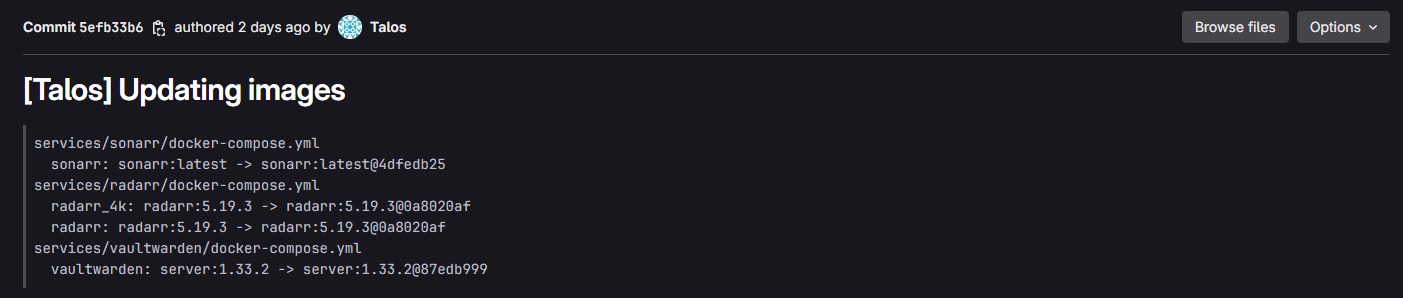 Commit 5efb33b6 authored 2 days ago by Talos Browse files Options
[Talos] Updating images
services/sonarr/docker-compose.yml
  sonarr: sonarr:latest -> sonarr:latest@4dfedb25
services/radarr/docker-compose.yml
  radarr_4k: radarr:5.19.3 -> radarr:5.19.3@0a8020af
  radarr: radarr:5.19.3 -> radarr:5.19.3@0a8020af
services/vaultwarden/docker-compose.yml
  vaultwarden: server:1.33.2 -> server:1.33.2@87edb999